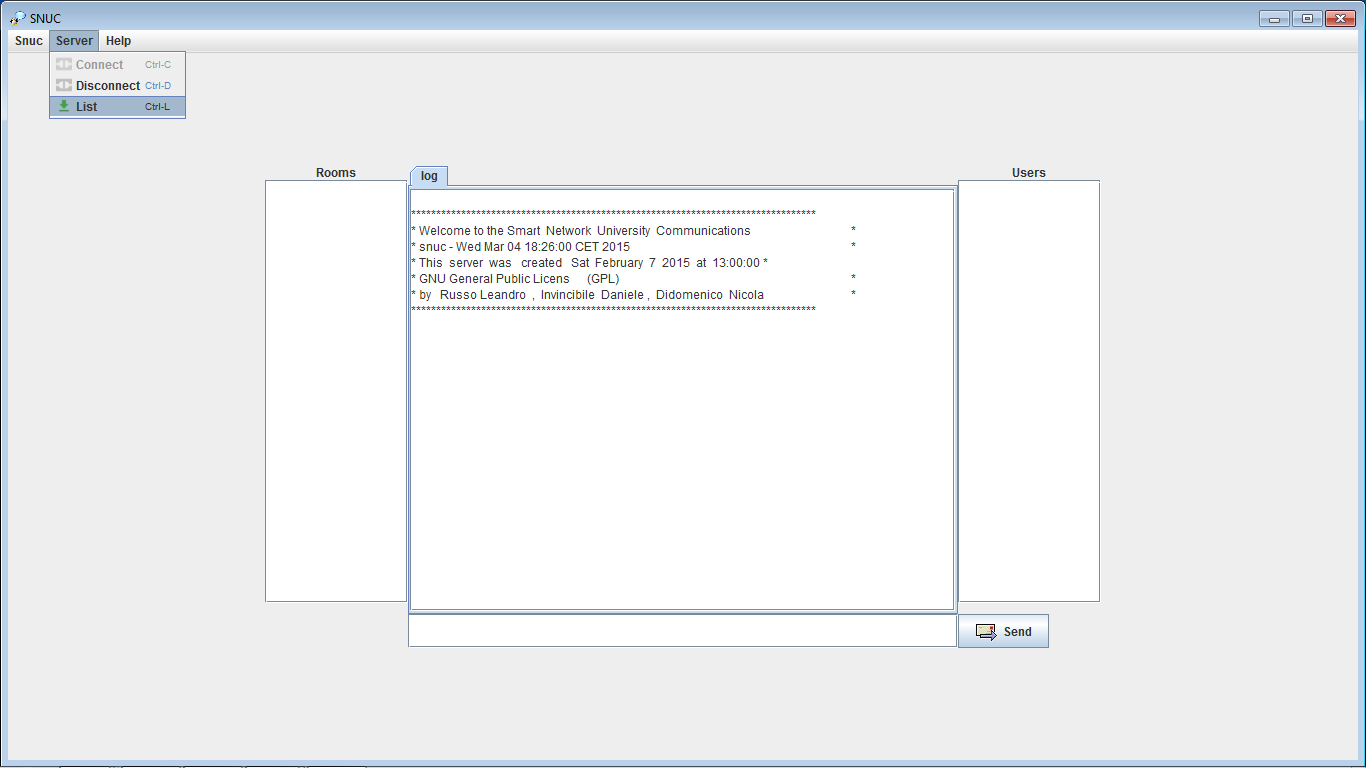 SNUC
Snuc Server Help
Connect Ctrl-C
Disconnect Ctrl-D
List Ctrl-L
Rooms
log
Users
*********************************************************************************
* Welcome to the Smart Network University Communications *
* snuc - Wed Mar 04 18:26:00 CET 2015 *
* This server was created Sat February 7 2015 at 13:00:00 *
* GNU General Public Licens (GPL) *
* by Russo Leandro , Invincibile Daniele , Didomenico Nicola *
*********************************************************************************
Send